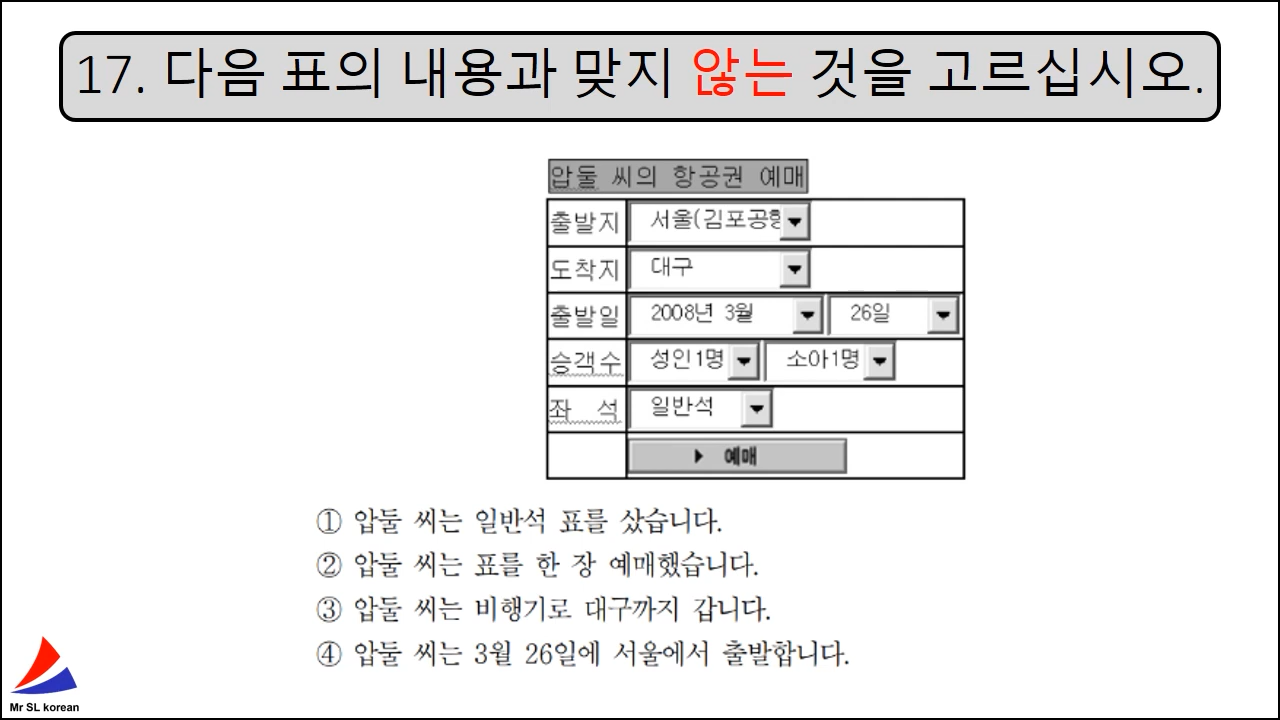 17. 다음 표의 내용과 맞지 않는 것을 고르십시오.
압둘 씨의 항공권 예매
출발지 서울(김포공항
도착지 대구
출발일 2008년 3월 26일
승객수 성인1명 소아1명
좌 석 일반석
예매
① 압둘 씨는 일반석 표를 샀습니다.
② 압둘 씨는 표를 한 장 예매했습니다.
③ 압둘 씨는 비행기로 대구까지 갑니다.
④ 압둘 씨는 3월 26일에 서울에서 출발합니다.
Mr SL korean